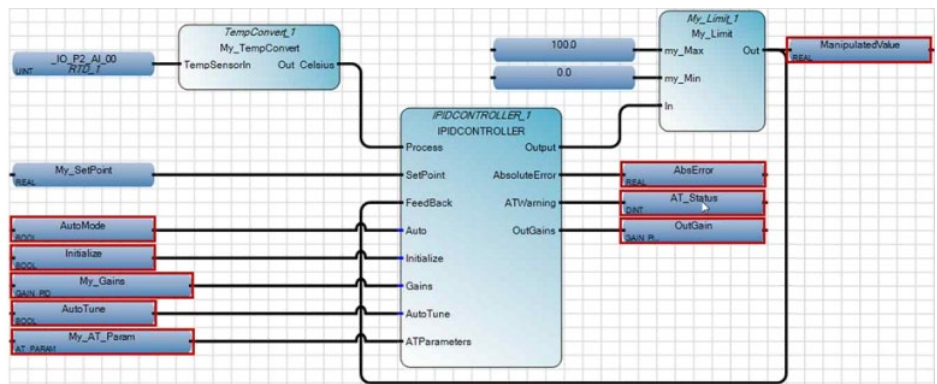 TempConvert_1
My_TempConvert
TempSensorIn
Out Celsius
_IO_P2_AI_00
UINT
RTD_1
My_Limit_1
My_Limit
my_Max
Out
my_Min
In
100.0
0.0
ManipulatedValue
REAL
IPIDCONTROLLER_1
IPIDCONTROLLER
Process
Output
SetPoint
AbsoluteError
FeedBack
ATWarning
Auto
OutGains
Initialize
Gains
AutoTune
ATParameters
My_SetPoint
REAL
AutoMode
BOOL
Initialize
BOOL
My_Gains
GAIN_PID
AutoTune
BOOL
My_AT_Param
AT_PARAM
AbsError
REAL
AT_Status
DINT
OutGain
GAIN_PI...